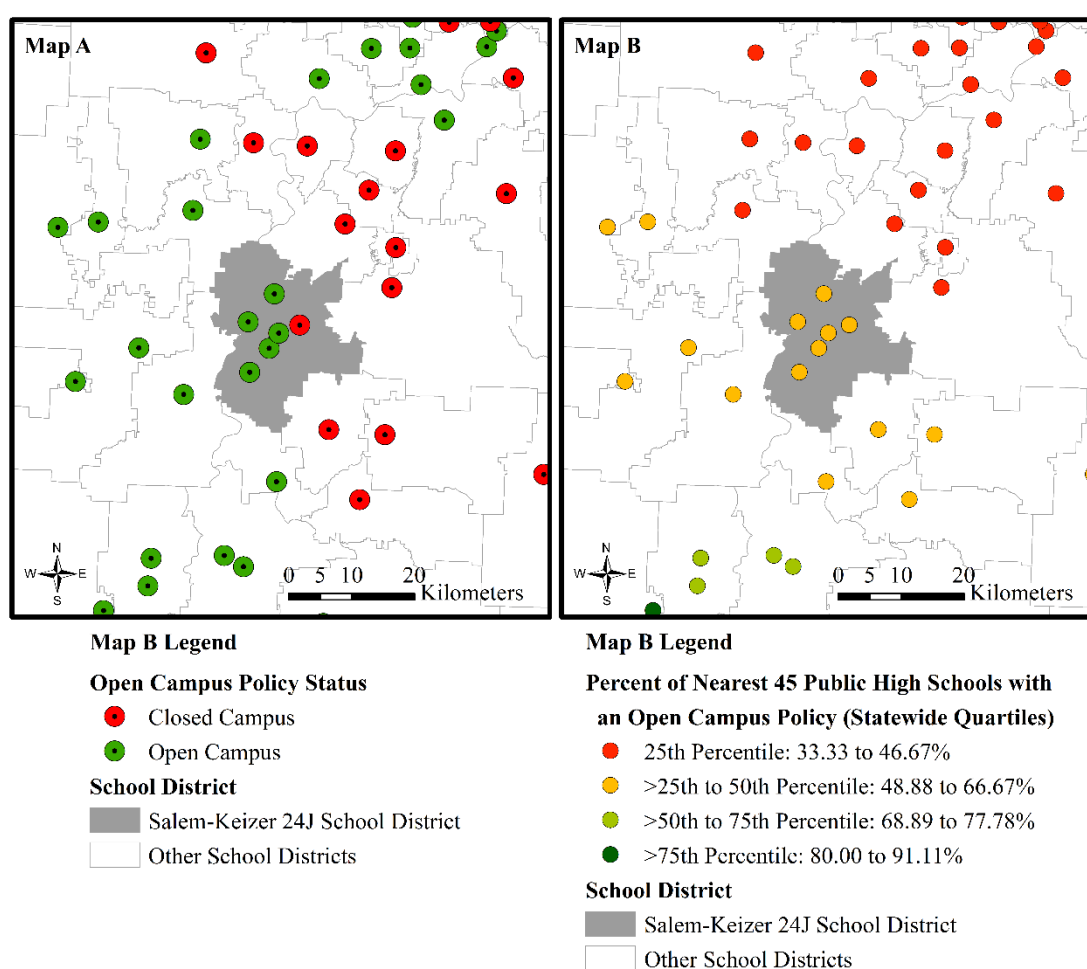 Map A
N
W E
S
0 5 10 20
Kilometers
Map B
N
W E
S
0 5 10 20
Kilometers
Map B Legend
Open Campus Policy Status
Closed Campus
Open Campus
School District
Salem-Keizer 24J School District
Other School Districts
Map B Legend
Percent of Nearest 45 Public High Schools with
an Open Campus Policy (Statewide Quartiles)
25th Percentile: 33.33 to 46.67%
>25th to 50th Percentile: 48.88 to 66.67%
>50th to 75th Percentile: 68.89 to 77.78%
>75th Percentile: 80.00 to 91.11%
School District
Salem-Keizer 24J School District
Other School Districts